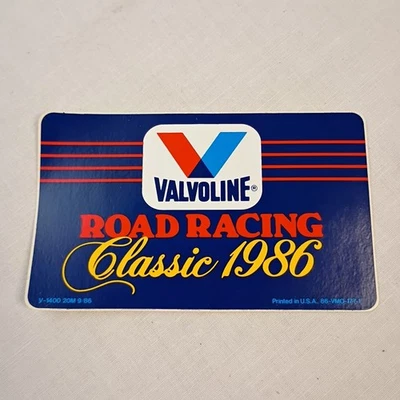 VALVOLINE®
ROAD RACING
Classic 1986
V-1400 20M 9-86 Printed in U.S.A.